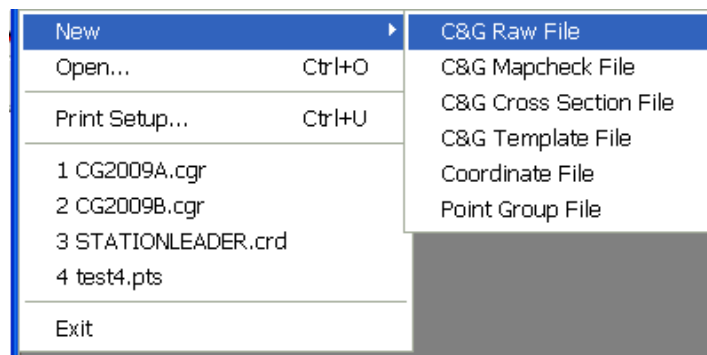 New
Open... Ctrl+O
Print Setup... Ctrl+U
1 CG2009A.cgr
2 CG2009B.cgr
3 STATIONLEADER.crd
4 test4.pts
Exit
C&G Raw File
C&G Mapcheck File
C&G Cross Section File
C&G Template File
Coordinate File
Point Group File